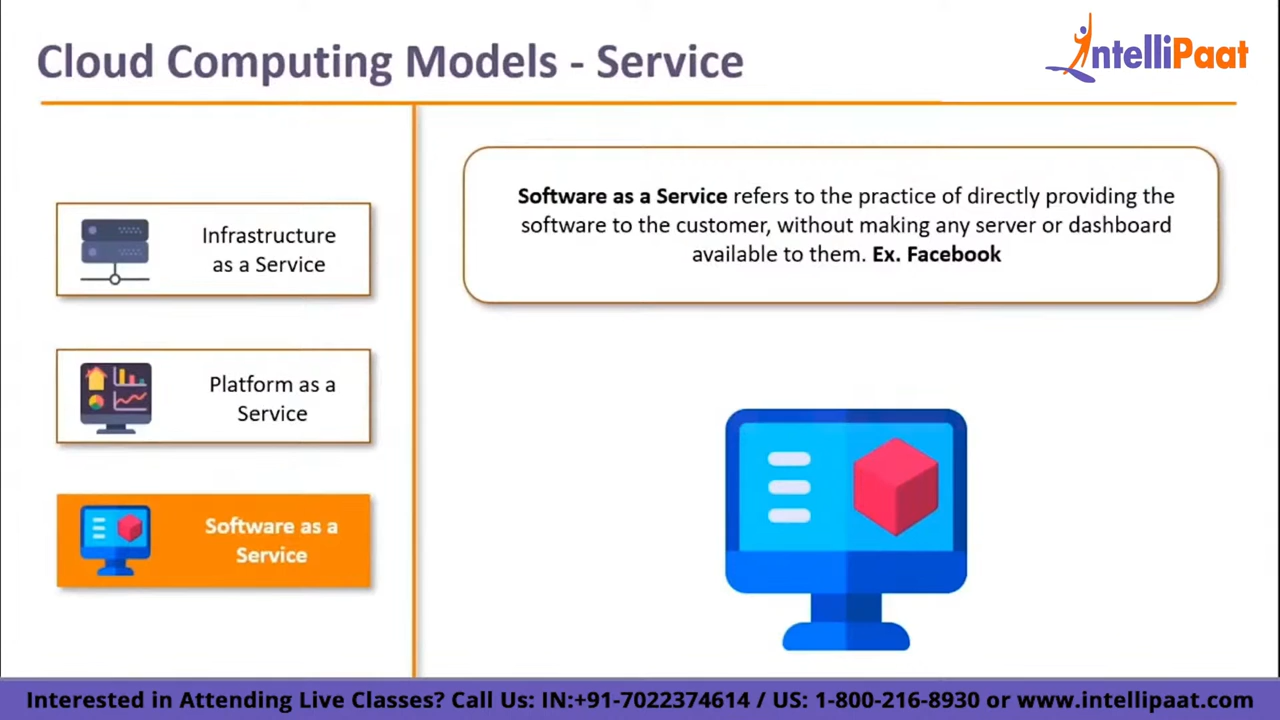 Cloud Computing Models - Service
IntelliPaat
Infrastructure
as a Service
Platform as a
Service
Software as a
Service
Software as a Service refers to the practice of directly providing the
software to the customer, without making any server or dashboard
available to them. Ex. Facebook
Interested in Attending Live Classes? Call Us: IN:+91-7022374614 / US: 1-800-216-8930 or www.intellipaat.com